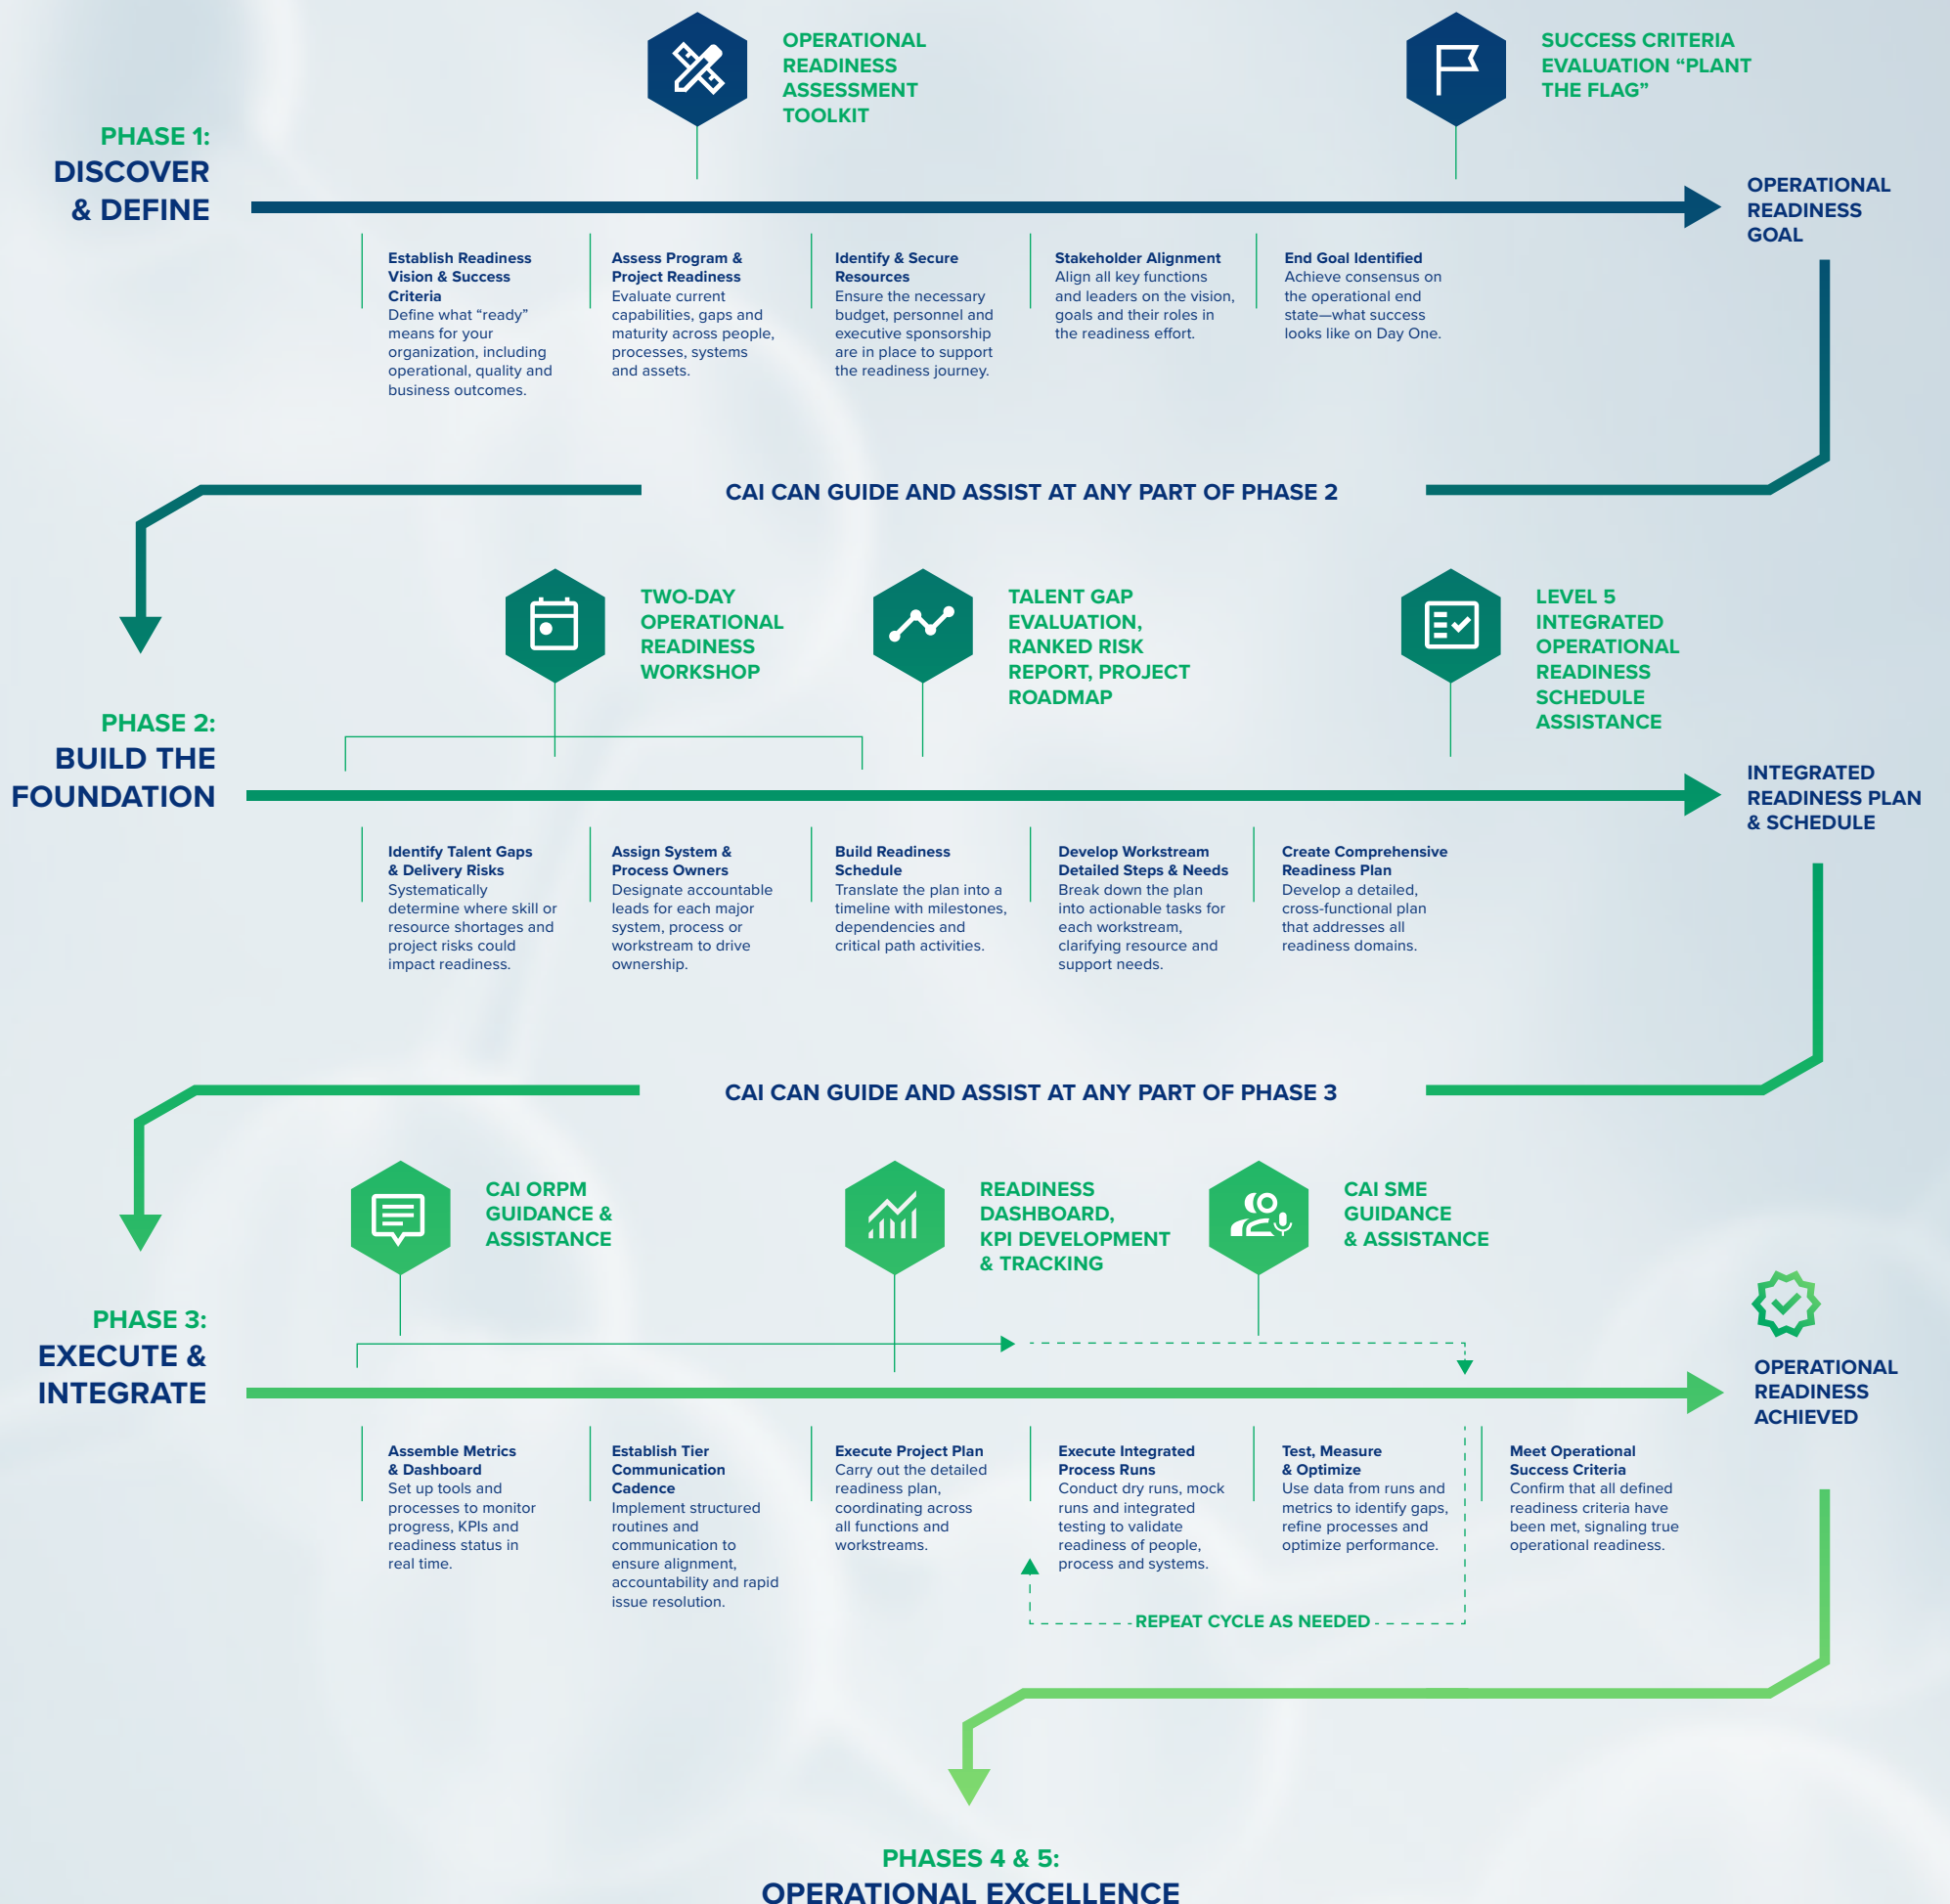 OPERATIONAL
READINESS
ASSESSMENT
TOOLKIT
SUCCESS CRITERIA
EVALUATION “PLANT
THE FLAG”
PHASE 1:
DISCOVER
& DEFINE
OPERATIONAL
READINESS
GOAL
Establish Readiness
Vision & Success
Criteria
Define what “ready”
means for your
organization, including
operational, quality and
business outcomes.
Assess Program &
Project Readiness
Evaluate current
capabilities, gaps and
maturity across people,
processes, systems
and assets.
Identify & Secure
Resources
Ensure the necessary
budget, personnel and
executive sponsorship
are in place to support
the readiness journey.
Stakeholder Alignment
Align all key functions
and leaders on the vision,
goals and their roles in
the readiness effort.
End Goal Identified
Achieve consensus on
the operational end
state—what success
looks like on Day One.
CAI CAN GUIDE AND ASSIST AT ANY PART OF PHASE 2
TWO-DAY
OPERATIONAL
READINESS
WORKSHOP
TALENT GAP
EVALUATION,
RANKED RISK
REPORT, PROJECT
ROADMAP
LEVEL 5
INTEGRATED
OPERATIONAL
READINESS
SCHEDULE
ASSISTANCE
PHASE 2:
BUILD THE
FOUNDATION
INTEGRATED
READINESS PLAN
& SCHEDULE
Identify Talent Gaps
& Delivery Risks
Systematically
determine where skill or
resource shortages and
project risks could
impact readiness.
Assign System &
Process Owners
Designate accountable
leads for each major
system, process or
workstream to drive
ownership.
Build Readiness
Schedule
Translate the plan into a
timeline with milestones,
dependencies and
critical path activities.
Develop Workstream
Detailed Steps & Needs
Break down the plan
into actionable tasks for
each workstream,
clarifying resource and
support needs.
Create Comprehensive
Readiness Plan
Develop a detailed,
cross-functional plan
that addresses all
readiness domains.
CAI CAN GUIDE AND ASSIST AT ANY PART OF PHASE 3
CAI ORPM
GUIDANCE &
ASSISTANCE
READINESS
DASHBOARD,
KPI DEVELOPMENT
& TRACKING
CAI SME
GUIDANCE
& ASSISTANCE
PHASE 3:
EXECUTE &
INTEGRATE
OPERATIONAL
READINESS
ACHIEVED
Assemble Metrics
& Dashboard
Set up tools and
processes to monitor
progress, KPIs and
readiness status in
real time.
Establish Tier
Communication
Cadence
Implement structured
routines and
communication to
ensure alignment,
accountability and rapid
issue resolution.
Execute Project Plan
Carry out the detailed
readiness plan,
coordinating across
all functions and
workstreams.
Execute Integrated
Process Runs
Conduct dry runs, mock
runs and integrated
testing to validate
readiness of people,
process and systems.
Test, Measure
& Optimize
Use data from runs and
metrics to identify gaps,
refine processes and
optimize performance.
Meet Operational
Success Criteria
Confirm that all defined
readiness criteria have
been met, signaling true
operational readiness.
REPEAT CYCLE AS NEEDED
PHASES 4 & 5:
OPERATIONAL EXCELLENCE